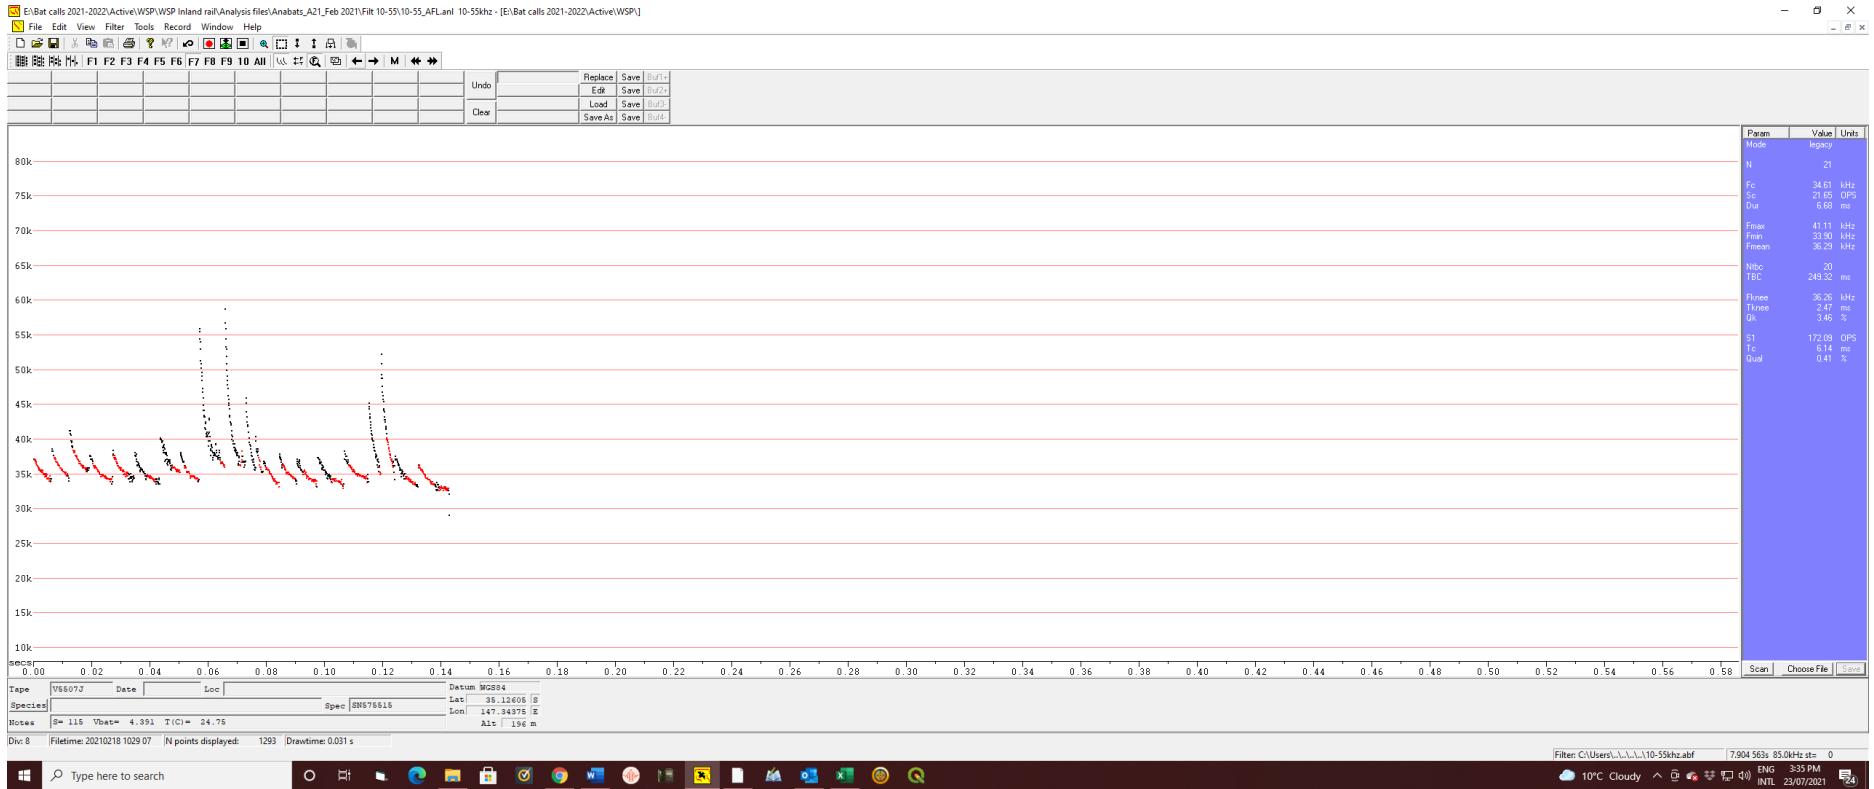 E:\Bat calls 2021-2022\Active\WSP\WSP Inland rail\Analysis files\Anabats_A21_Feb 2021\Filt 10-55\10-55_AFL.anl 10-55khz - [E:\Bat calls 2021-2022\Active\WSP\]
File Edit View Filter Tools Record Window Help
F1 F2 F3 F4 F5 F6 F7 F8 F9 10 All M
Undo Replace Save Buf1+
Edit Save Buf2+
Clear Load Save Buf3-
Save As Save Buf4-
Param Value Units
Mode legacy
N 21
Fc 34.61 kHz
Sc 21.65 OPS
Dur 6.68 ms
Fmax 41.11 kHz
Fmin 33.90 kHz
Fmean 36.29 kHz
Ntbc 20
TBC 249.32 ms
Fknee 36.26 kHz
Tknee 2.47 ms
Qk 3.46 %
S1 172.09 OPS
Tc 6.14 ms
Qual 0.41 %
80k
75k
70k
65k
60k
55k
50k
45k
40k
35k
30k
25k
20k
15k
10k
secs
0.00 0.02 0.04 0.06 0.08 0.10 0.12 0.14 0.16 0.18 0.20 0.22 0.24 0.26 0.28 0.30 0.32 0.34 0.36 0.38 0.40 0.42 0.44 0.46 0.48 0.50 0.52 0.54 0.56 0.58
Scan Choose File Save
Tape V5507J Date Loc Datum WGS84
Species Spec SN575515 Lat 35.12605 S
Lon 147.34375 E
Notes S= 115 Vbat= 4.391 T(C)= 24.75 Alt 196 m
Div: 8 Filetime: 20210218 1029 07 N points displayed: 1293 Drawtime: 0.031 s
Filter: C:\Users\...\...\...\...\10-55khz.abf 7.904 563s 85.0kHz st= 0
Type here to search
10°C Cloudy
ENG
INTL
3:35 PM
23/07/2021
24